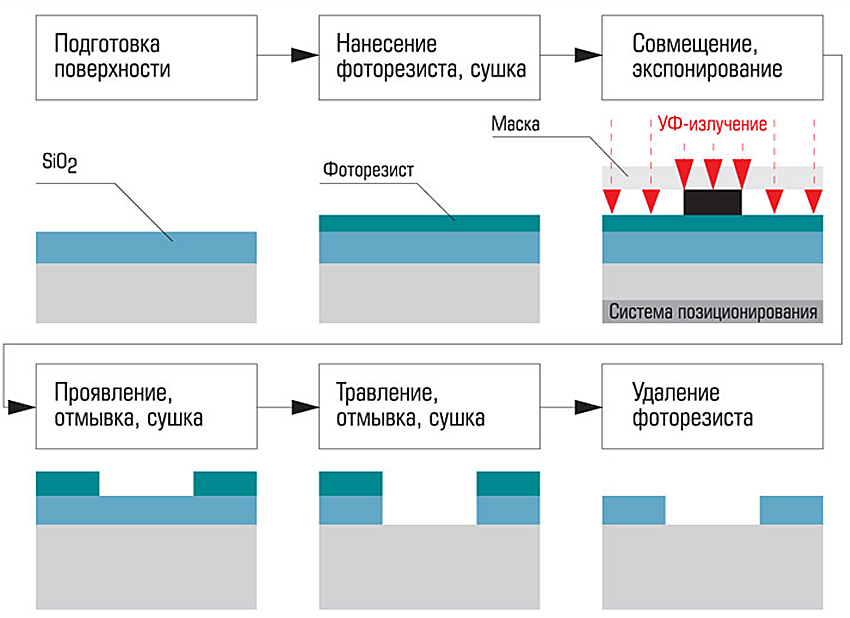 Подготовка
поверхности
Нанесение
фоторезиста, сушка
Совмещение,
экспонирование
Маска
УФ-излучение
SiO2
Фоторезист
Система позиционирования
Проявление,
отмывка, сушка
Травление,
отмывка, сушка
Удаление
фоторезиста